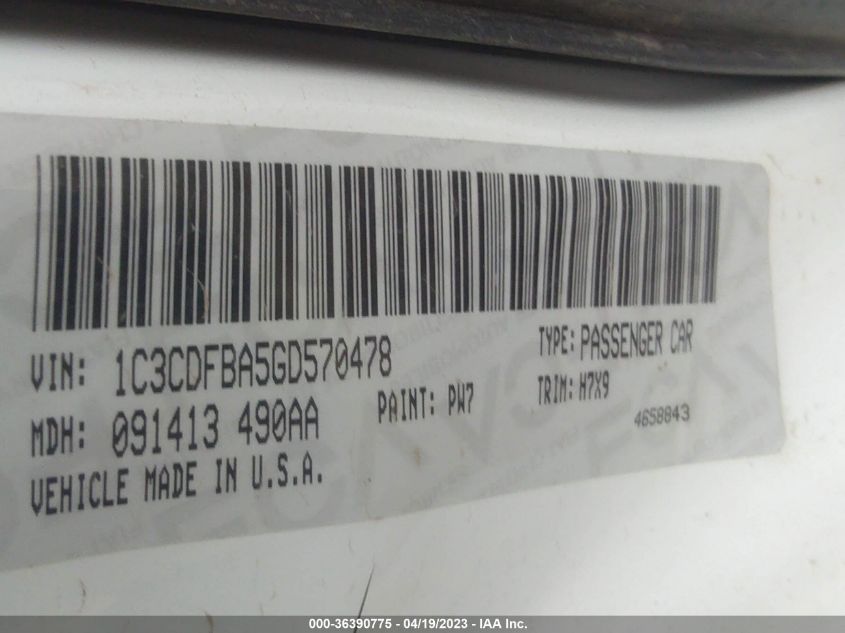 VIN: 1C3CDFBA5GD570478
TYPE: PASSENGER CAR
MDH: 091413 490AA
PAINT: PW7
TRIM: H7X9
4658843
VEHICLE MADE IN U.S.A.
000-36390775 - 04/19/2023 - IAA Inc.